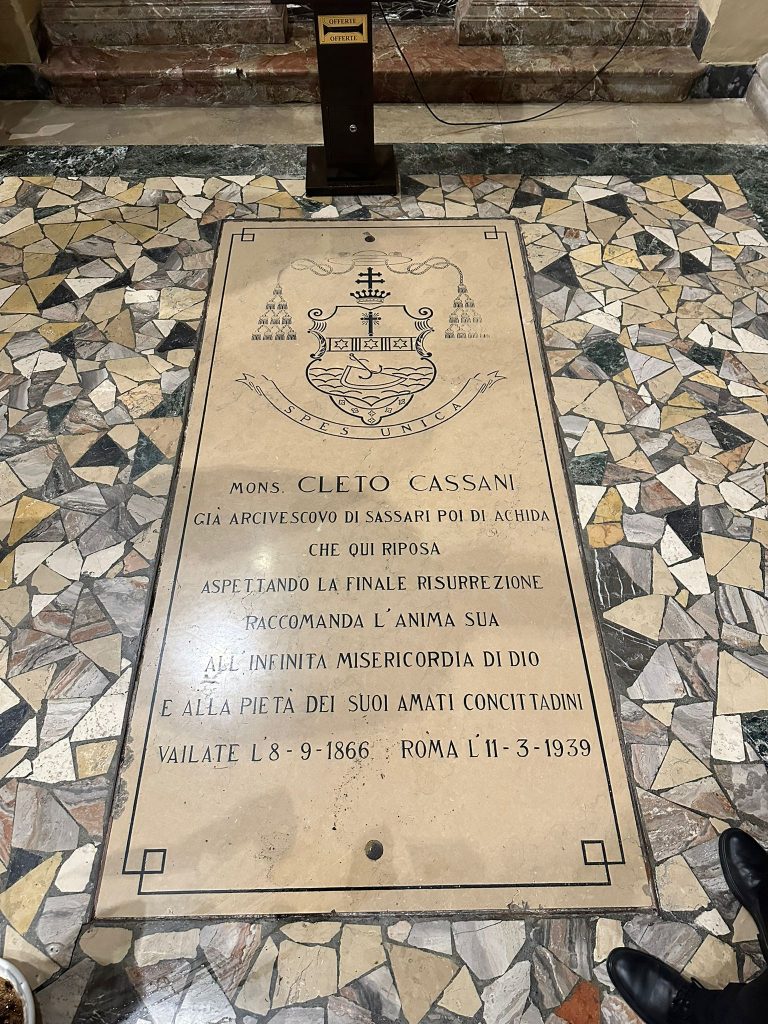 OFFERTE
OFFERTE
SPES UNICA
MONS. CLETO CASSANI
GIÀ ARCIVESCOVO DI SASSARI POI DI ACHIDA
CHE QUI RIPOSA
ASPETTANDO LA FINALE RISURREZIONE
RACCOMANDA L'ANIMA SUA
ALL'INFINITA MISERICORDIA DI DIO
E ALLA PIETÀ DEI SUOI AMATI CONCITTADINI
VAILATE L'8-9-1866 ROMA L'11-3-1939